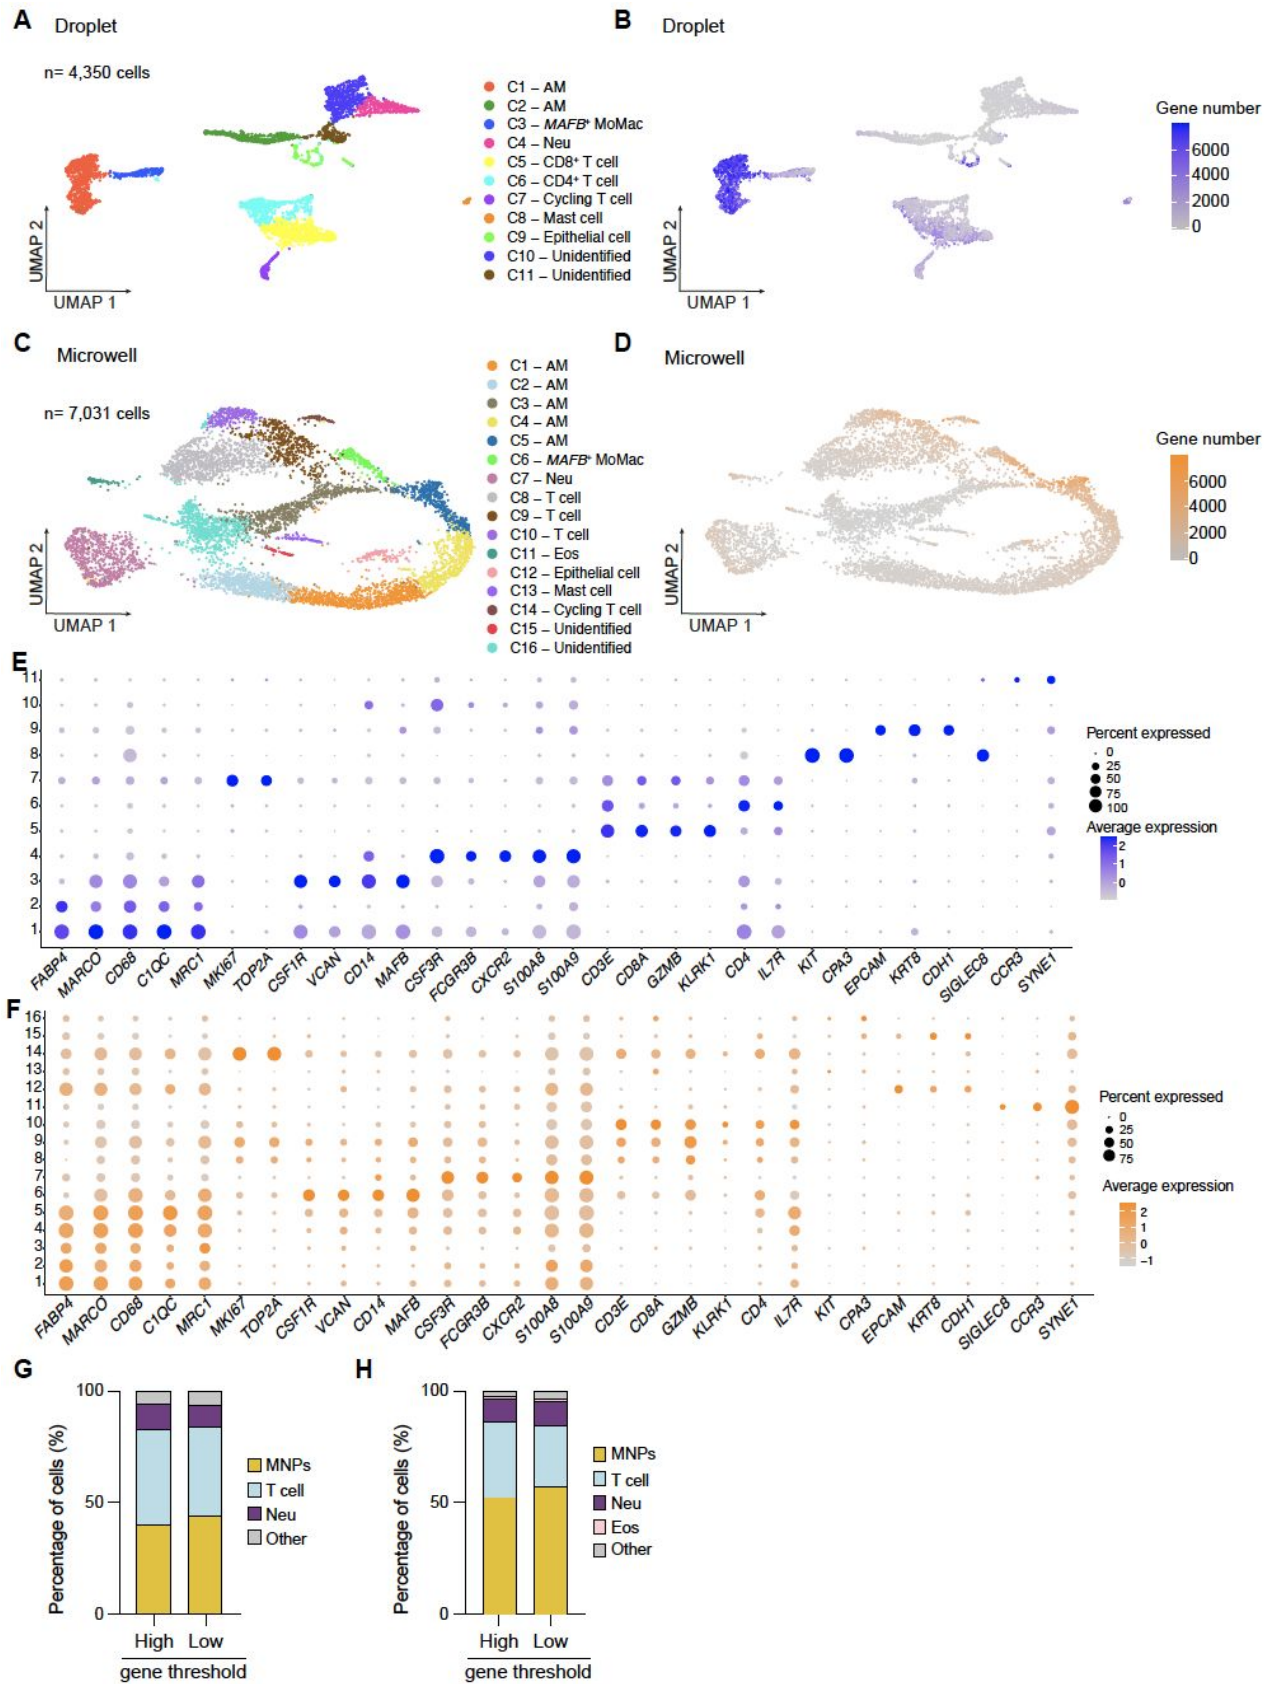 A Droplet
n= 4,350 cells
C1 – AM
C2 – AM
C3 – MAFB+ MoMac
C4 – Neu
C5 – CD8+ T cell
C6 – CD4+ T cell
C7 – Cycling T cell
C8 – Mast cell
C9 – Epithelial cell
C10 – Unidentified
C11 – Unidentified
UMAP 2
UMAP 1
B Droplet
Gene number
6000
4000
2000
0
UMAP 2
UMAP 1
C Microwell
n= 7,031 cells
C1 – AM
C2 – AM
C3 – AM
C4 – AM
C5 – AM
C6 – MAFB+ MoMac
C7 – Neu
C8 – T cell
C9 – T cell
C10 – T cell
C11 – Eos
C12 – Epithelial cell
C13 – Mast cell
C14 – Cycling T cell
C15 – Unidentified
C16 – Unidentified
UMAP 2
UMAP 1
D Microwell
Gene number
6000
4000
2000
0
UMAP 2
UMAP 1
E
11
10
9
8
7
6
5
4
3
2
1
FABP4 MARCO CD68 C1QC MRC1 MKI67 TOP2A CSF1R VCAN CD14 MAFB CSF3R FCGR3B CXCR2 S100A8 S100A9 CD3E CD8A GZMB KLRK1 CD4 IL7R KIT CPA3 EPCAM KRT8 CDH1 SIGLEC8 CCR3 SYNE1
Percent expressed
0
25
50
75
100
Average expression
2
1
0
F
16
15
14
13
12
11
10
9
8
7
6
5
4
3
2
1
FABP4 MARCO CD68 C1QC MRC1 MKI67 TOP2A CSF1R VCAN CD14 MAFB CSF3R FCGR3B CXCR2 S100A8 S100A9 CD3E CD8A GZMB KLRK1 CD4 IL7R KIT CPA3 EPCAM KRT8 CDH1 SIGLEC8 CCR3 SYNE1
Percent expressed
0
25
50
75
Average expression
2
1
0
−1
G
Percentage of cells (%)
100
50
0
High Low
gene threshold
MNPs
T cell
Neu
Other
H
Percentage of cells (%)
100
50
0
High Low
gene threshold
MNPs
T cell
Neu
Eos
Other